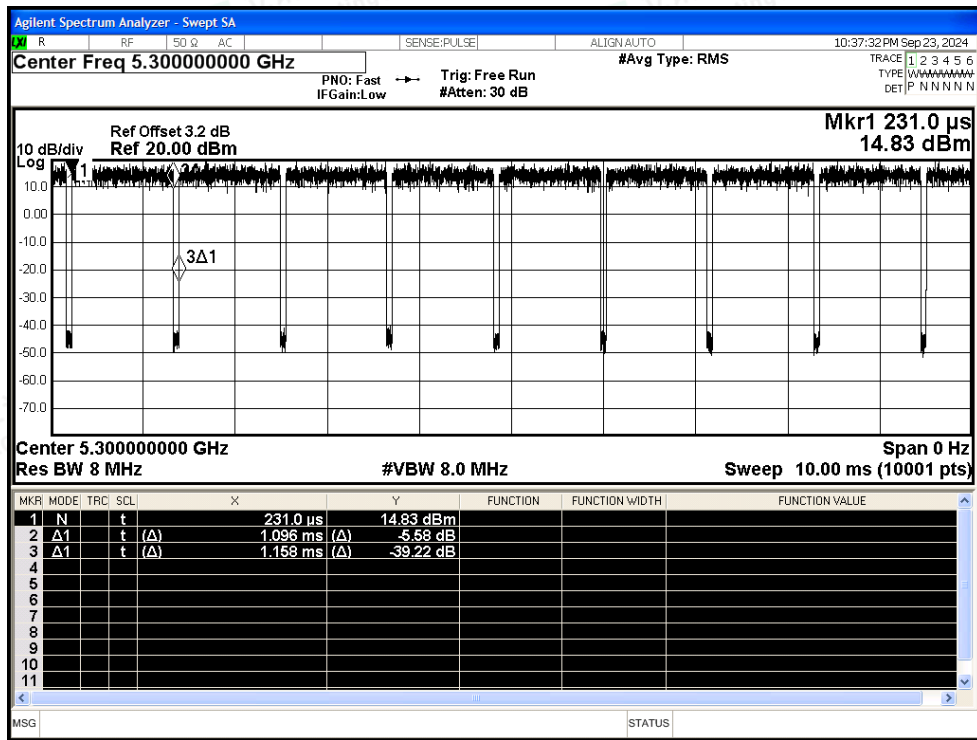 Agilent Spectrum Analyzer - Swept SA
LXI R RF 50 Ω AC SENSE:PULSE ALIGN AUTO 10:37:32 PM Sep 23, 2024
Center Freq 5.300000000 GHz #Avg Type: RMS TRACE 1 2 3 4 5 6
PNO: Fast Trig: Free Run TYPE WWWWWW
IFGain:Low #Atten: 30 dB DET P N N N N N
Mkr1 231.0 µs
Ref Offset 3.2 dB
10 dB/div Ref 20.00 dBm 14.83 dBm
Log
1
10.0
0.00
-10.0
3Δ1
-20.0
-30.0
-40.0
-50.0
-60.0
-70.0
Center 5.300000000 GHz Span 0 Hz
Res BW 8 MHz #VBW 8.0 MHz Sweep 10.00 ms (10001 pts)
MKR MODE TRC SCL X Y FUNCTION FUNCTION WIDTH FUNCTION VALUE
1 N t 231.0 µs 14.83 dBm
2 Δ1 t (Δ) 1.096 ms (Δ) -5.58 dB
3 Δ1 t (Δ) 1.158 ms (Δ) -39.22 dB
4
5
6
7
8
9
10
11
MSG STATUS